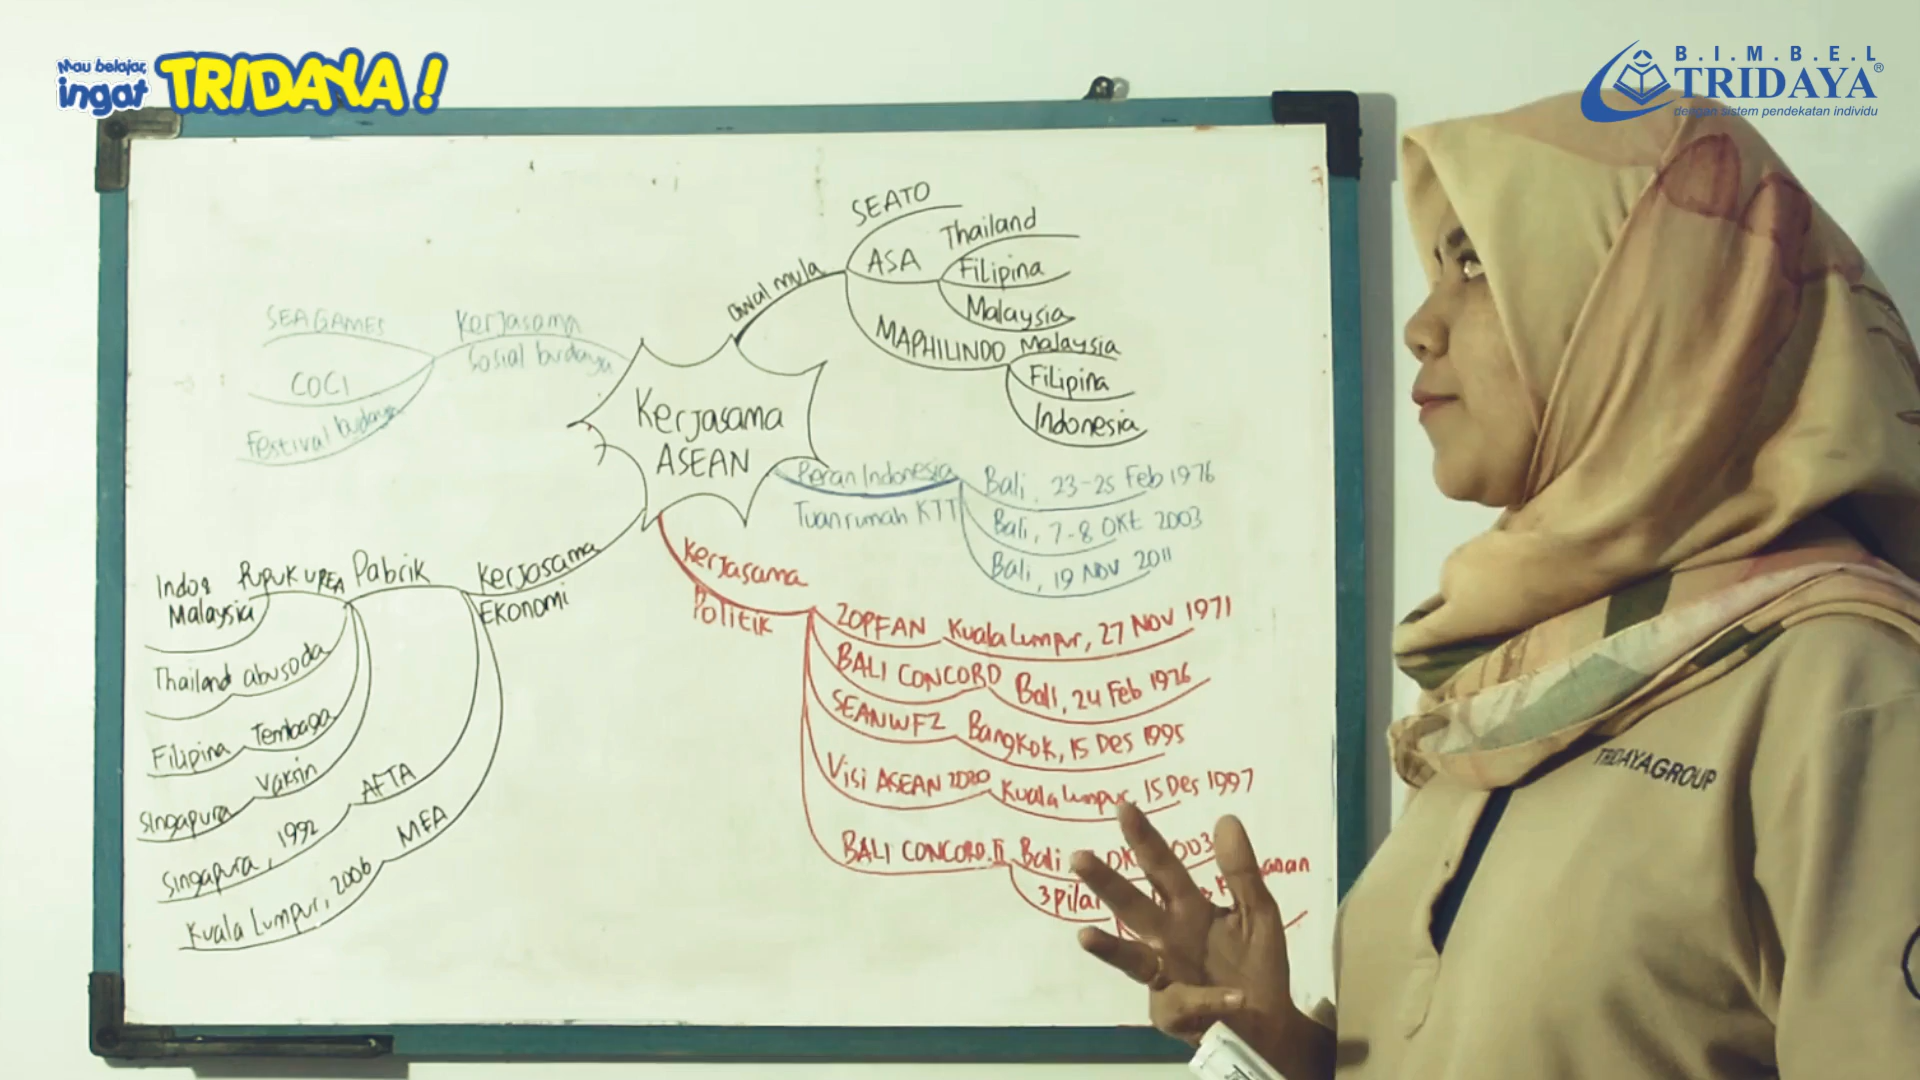 Mau belajar,
ingat TRIDAYA!
B.I.M.B.E.L
TRIDAYA®
dengan sistem pendekatan individu
Kerjasama
ASEAN
awal mula
SEATO
ASA
Thailand
Filipina
Malaysia
MAPHILINDO
Malaysia
Filipina
Indonesia
Peran Indonesia
Tuan rumah KTT
Bali, 23-25 Feb 1976
Bali, 7-8 Okt 2003
Bali, 19 Nov 2011
Kerjasama
Politik
ZOPFAN Kuala Lumpur, 27 Nov 1971
BALI CONCORD Bali, 24 Feb 1976
SEANWFZ Bangkok, 15 Des 1995
Visi ASEAN 2020 Kuala Lumpur, 15 Des 1997
BALI CONCORD.II Bali
3 pilar
Kerjasama
Ekonomi
Pabrik
Pupuk UREA
Indo &
Malaysia
Thailand abu soda
Filipina Tembaga
Singapura Vaksin
AFTA
Singapura, 1992
MEA
Kuala Lumpur, 2006
Kerjasama
Sosial budaya
SEA GAMES
COCI
Festival budaya
TRIDAYAGROUP